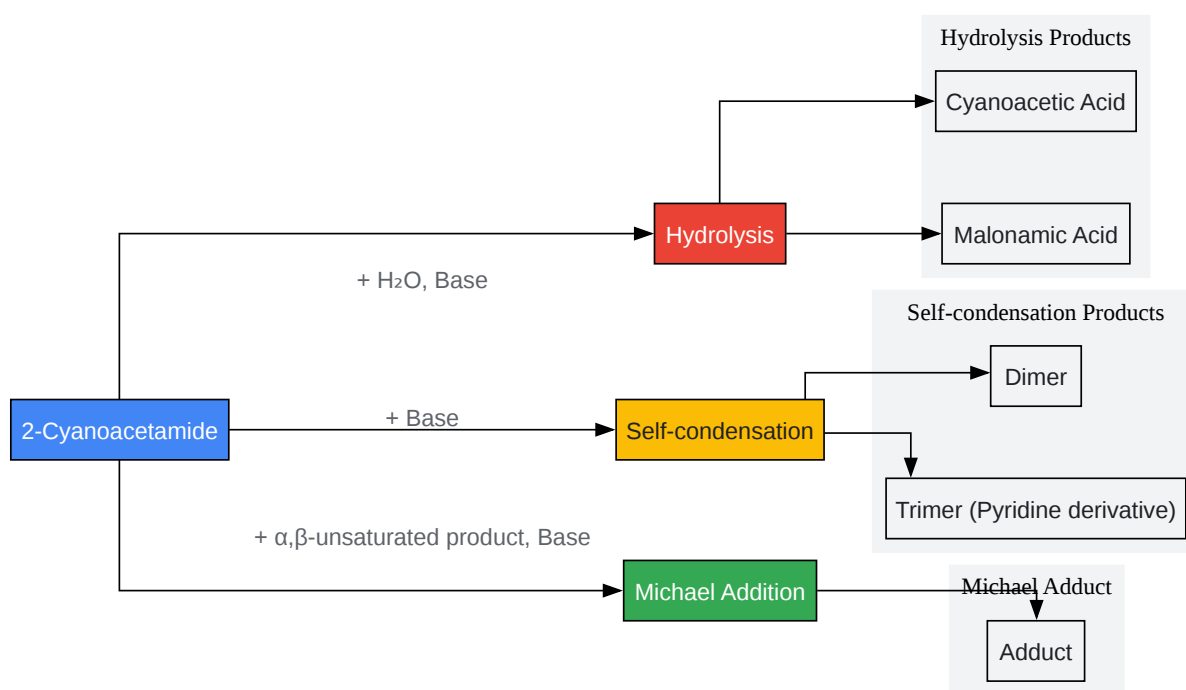 Hydrolysis Products
Cyanoacetic Acid
Hydrolysis
Malonamic Acid
+ H₂O, Base
Self-condensation Products
Dimer
2-Cyanoacetamide
+ Base
Self-condensation
Trimer (Pyridine derivative)
+ α,β-unsaturated product, Base
Michael Addition
Michael Adduct
Adduct